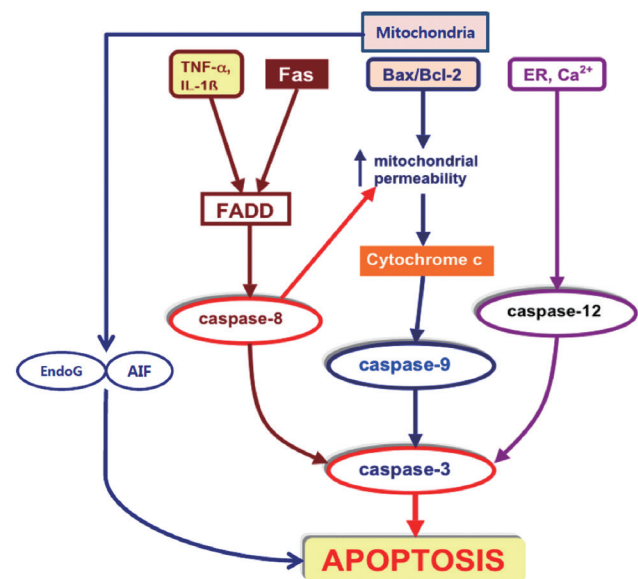 Mitochondria
TNF-α,
IL-1ß
Fas
Bax/Bcl-2
ER, Ca²⁺
mitochondrial
permeability
FADD
Cytochrome c
caspase-8
caspase-12
EndoG
AIF
caspase-9
caspase-3
APOPTOSIS